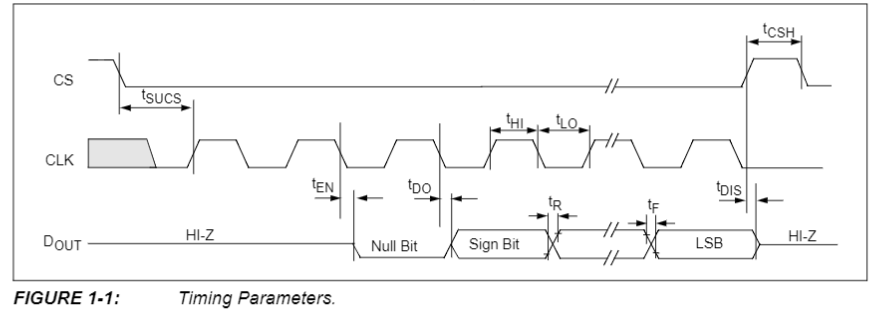 tCSH
CS
tSUCS
tHI tLO
CLK
tEN tDO tDIS
tR tF
DOUT HI-Z Null Bit Sign Bit LSB HI-Z
FIGURE 1-1: Timing Parameters.